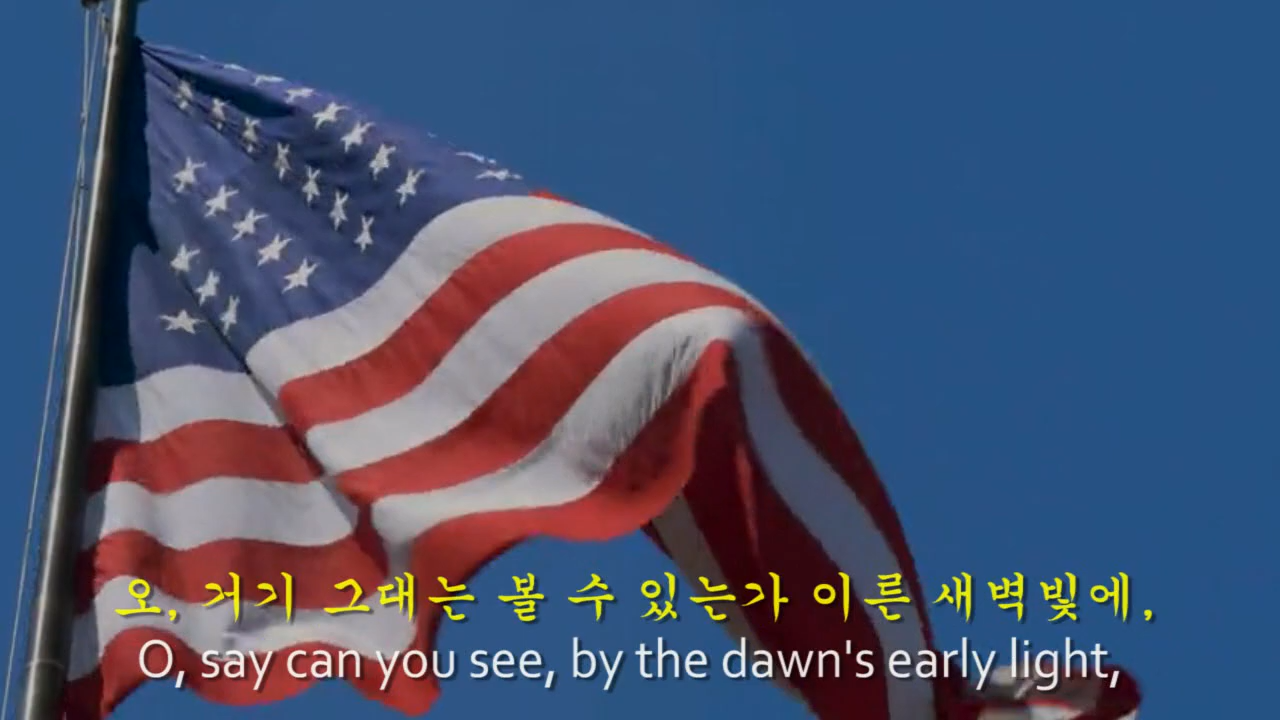 오, 거기 그대는 볼 수 있는가 이른 새벽빛에,
O, say can you see, by the dawn's early light,